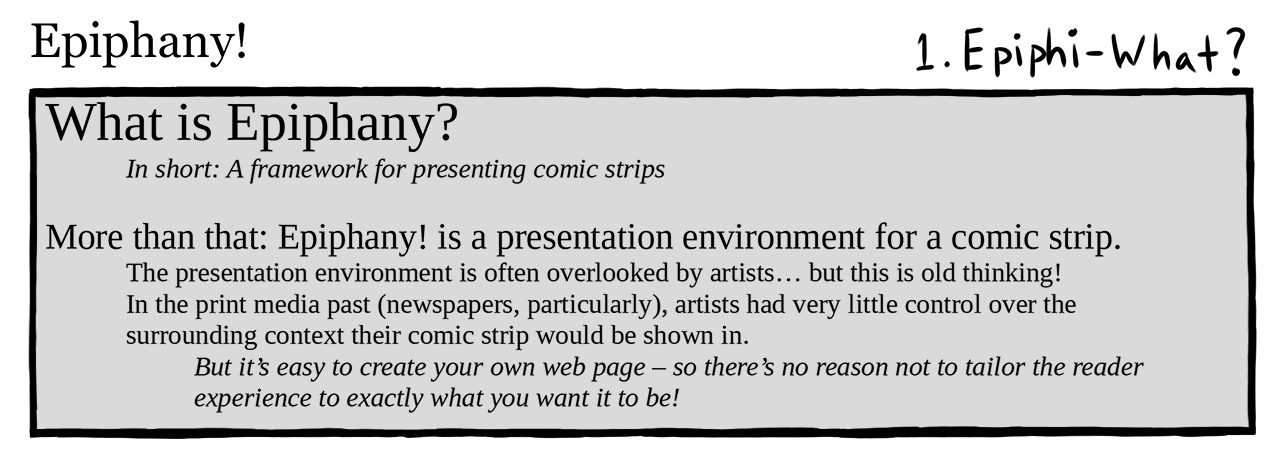 Epiphany!
1. Epiphi-What?
What is Epiphany?
In short: A framework for presenting comic strips
More than that: Epiphany! is a presentation environment for a comic strip.
The presentation environment is often overlooked by artists… but this is old thinking!
In the print media past (newspapers, particularly), artists had very little control over the
surrounding context their comic strip would be shown in.
But it’s easy to create your own web page – so there’s no reason not to tailor the reader
experience to exactly what you want it to be!